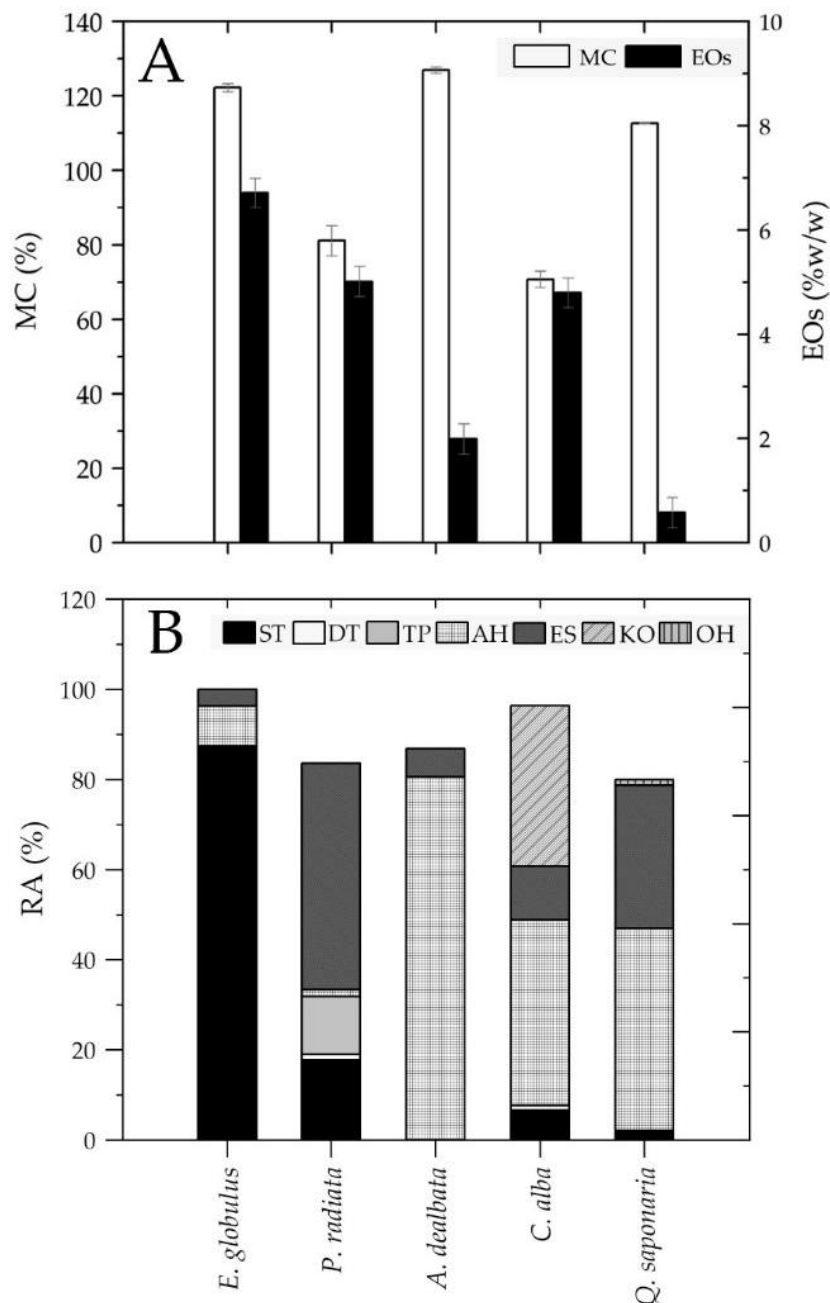 A
MC EOs
140
120
100
80
60
40
20
0
MC (%)
10
8
6
4
2
0
EOs (%w/w)
B
ST DT TP AH ES KO OH
120
100
80
60
40
20
0
RA (%)
E. globulus
P. radiata
A. dealbata
C. alba
Q. saponaria